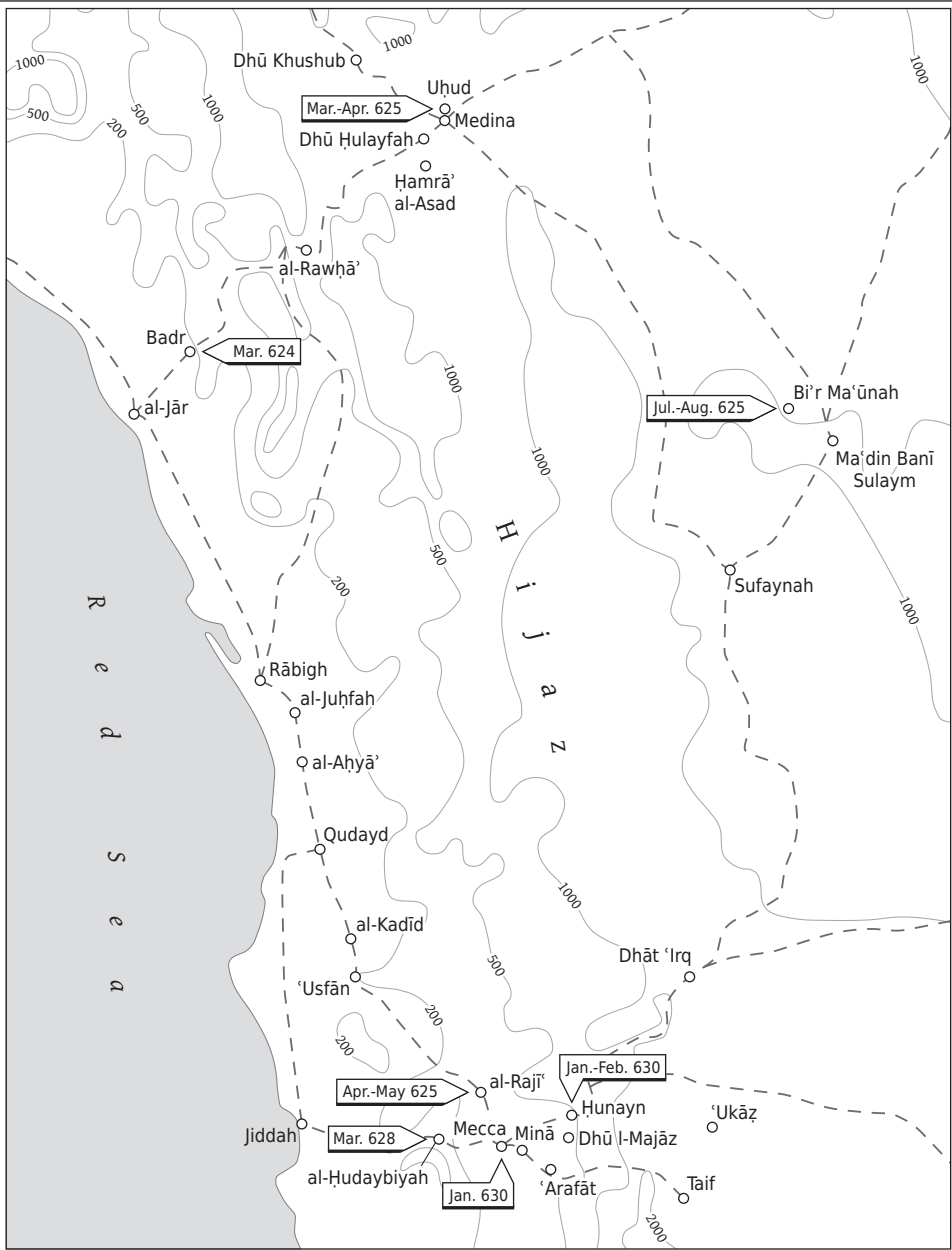 1000
1000
500
200
500
1000
Dhū Khushub
1000
Uḥud
Mar.-Apr. 625
Medina
Dhū Ḥulayfah
Ḥamrāʾ
al-Asad
al-Rawḥāʾ
Badr
Mar. 624
al-Jār
1000
Jul.-Aug. 625
Biʾr Maʿūnah
Maʿdin Banī
Sulaym
1000
500
200
Hijaz
Sufaynah
1000
Red Sea
Rābigh
al-Juḥfah
al-Aḥyāʾ
Qudayd
1000
al-Kadīd
ʿUsfān
500
Dhāt ʿIrq
200
200
Jan.-Feb. 630
Apr.-May 625
al-Rajīʿ
Ḥunayn
ʿUkāẓ
Jiddah
Mar. 628
Mecca
Minā
Dhū l-Majāz
al-Ḥudaybiyah
Jan. 630
ʿArafāt
Taif
2000